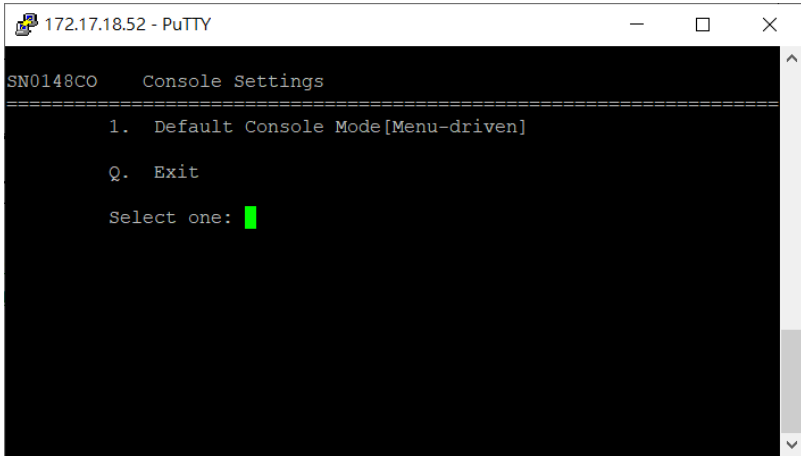 172.17.18.52 - PuTTY
SN0148CO Console Settings
====================================================================
1. Default Console Mode[Menu-driven]
Q. Exit
Select one: